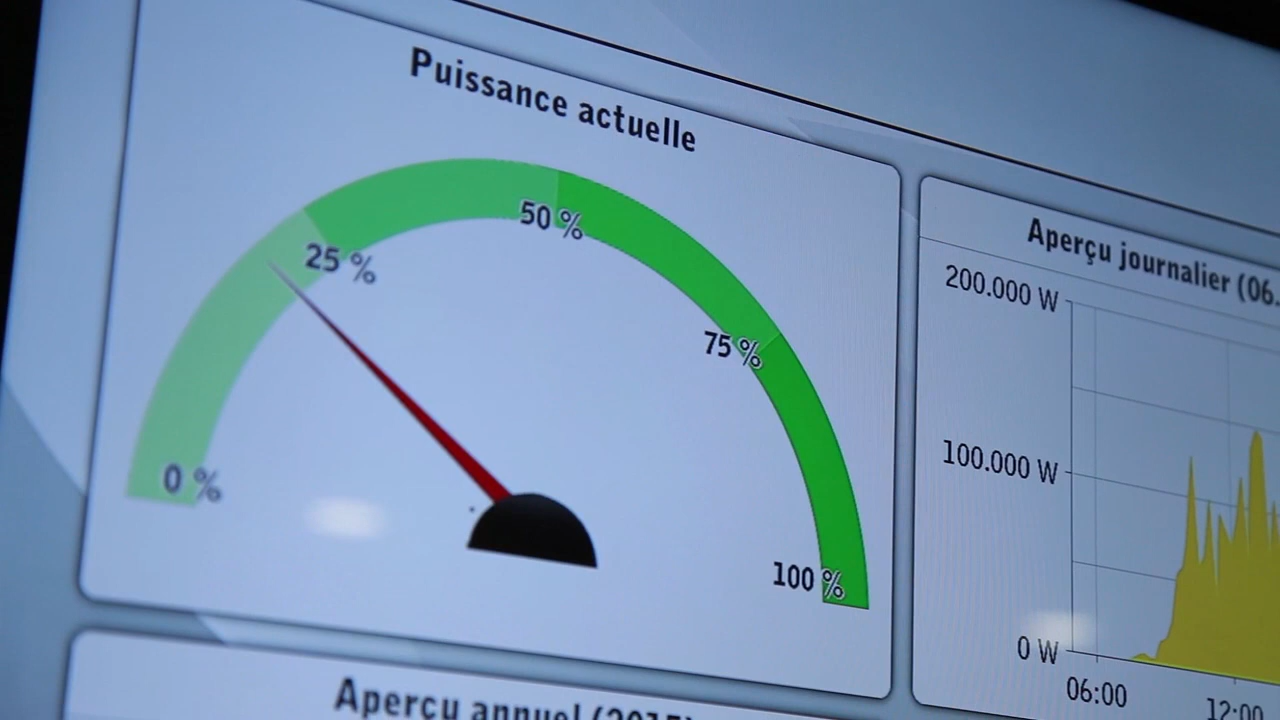 Puissance actuelle
0 %
25 %
50 %
75 %
100 %
Aperçu journalier (06.
200.000 W
100.000 W
0 W
06:00
12:00
Aperçu annuel (2015)